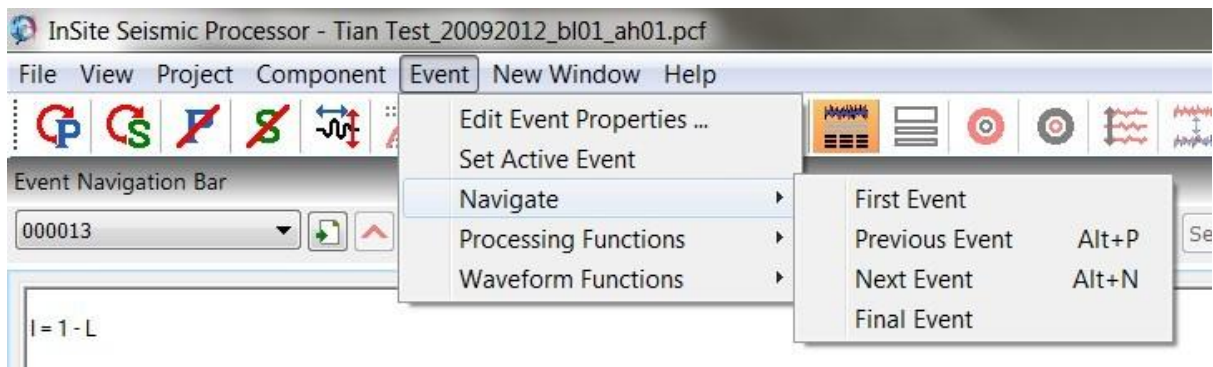 InSite Seismic Processor - Tian Test_20092012_bl01_ah01.pcf
File View Project Component Event New Window Help
Edit Event Properties ...
Set Active Event
Event Navigation Bar
Navigate
First Event
000013
Processing Functions
Previous Event Alt+P
Se
Waveform Functions
Next Event Alt+N
Final Event
I = 1 - L